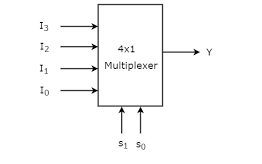 I₃
I₂
4x1
Y
Multiplexer
I₁
I₀
s₁ s₀